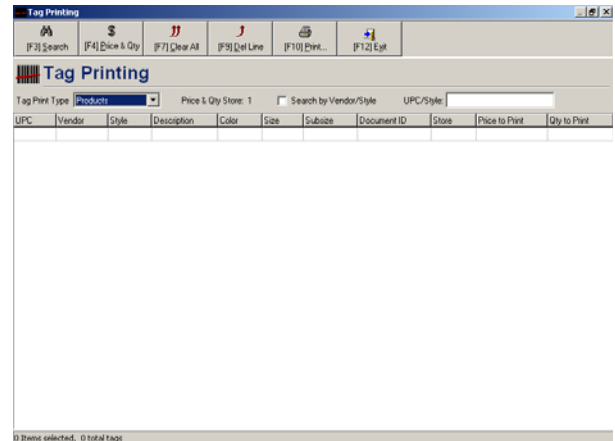 Tag Printing
[F3] Search [F4] Price & Qty [F7] Clear All [F9] Del Line [F10] Print... [F12] Exit
Tag Printing
Tag Print Type Products Price & Qty Store: 1 Search by Vendor/Style UPC/Style:
UPC Vendor Style Description Color Size Subsize Document ID Store Price to Print Qty to Print
0 Items selected, 0 total tags